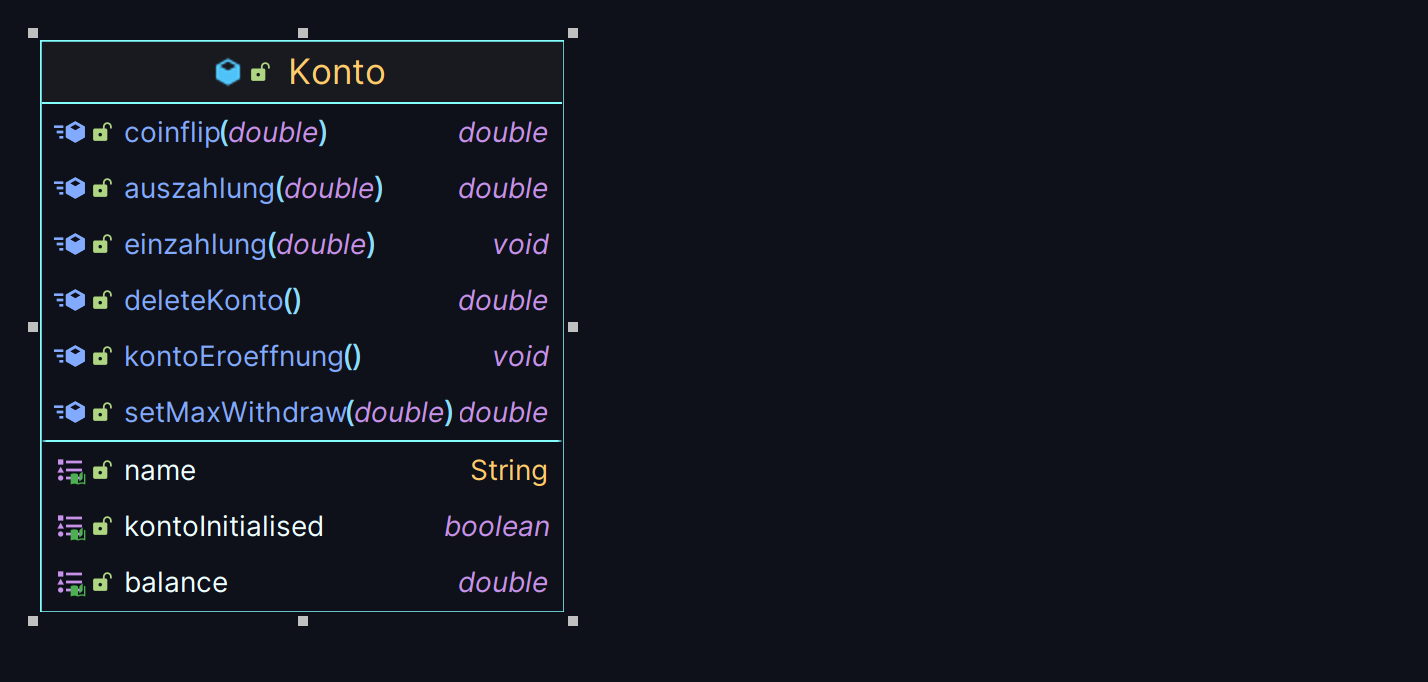 Konto
coinflip(double) double
auszahlung(double) double
einzahlung(double) void
deleteKonto() double
kontoEroeffnung() void
setMaxWithdraw(double) double
name String
kontoInitialised boolean
balance double